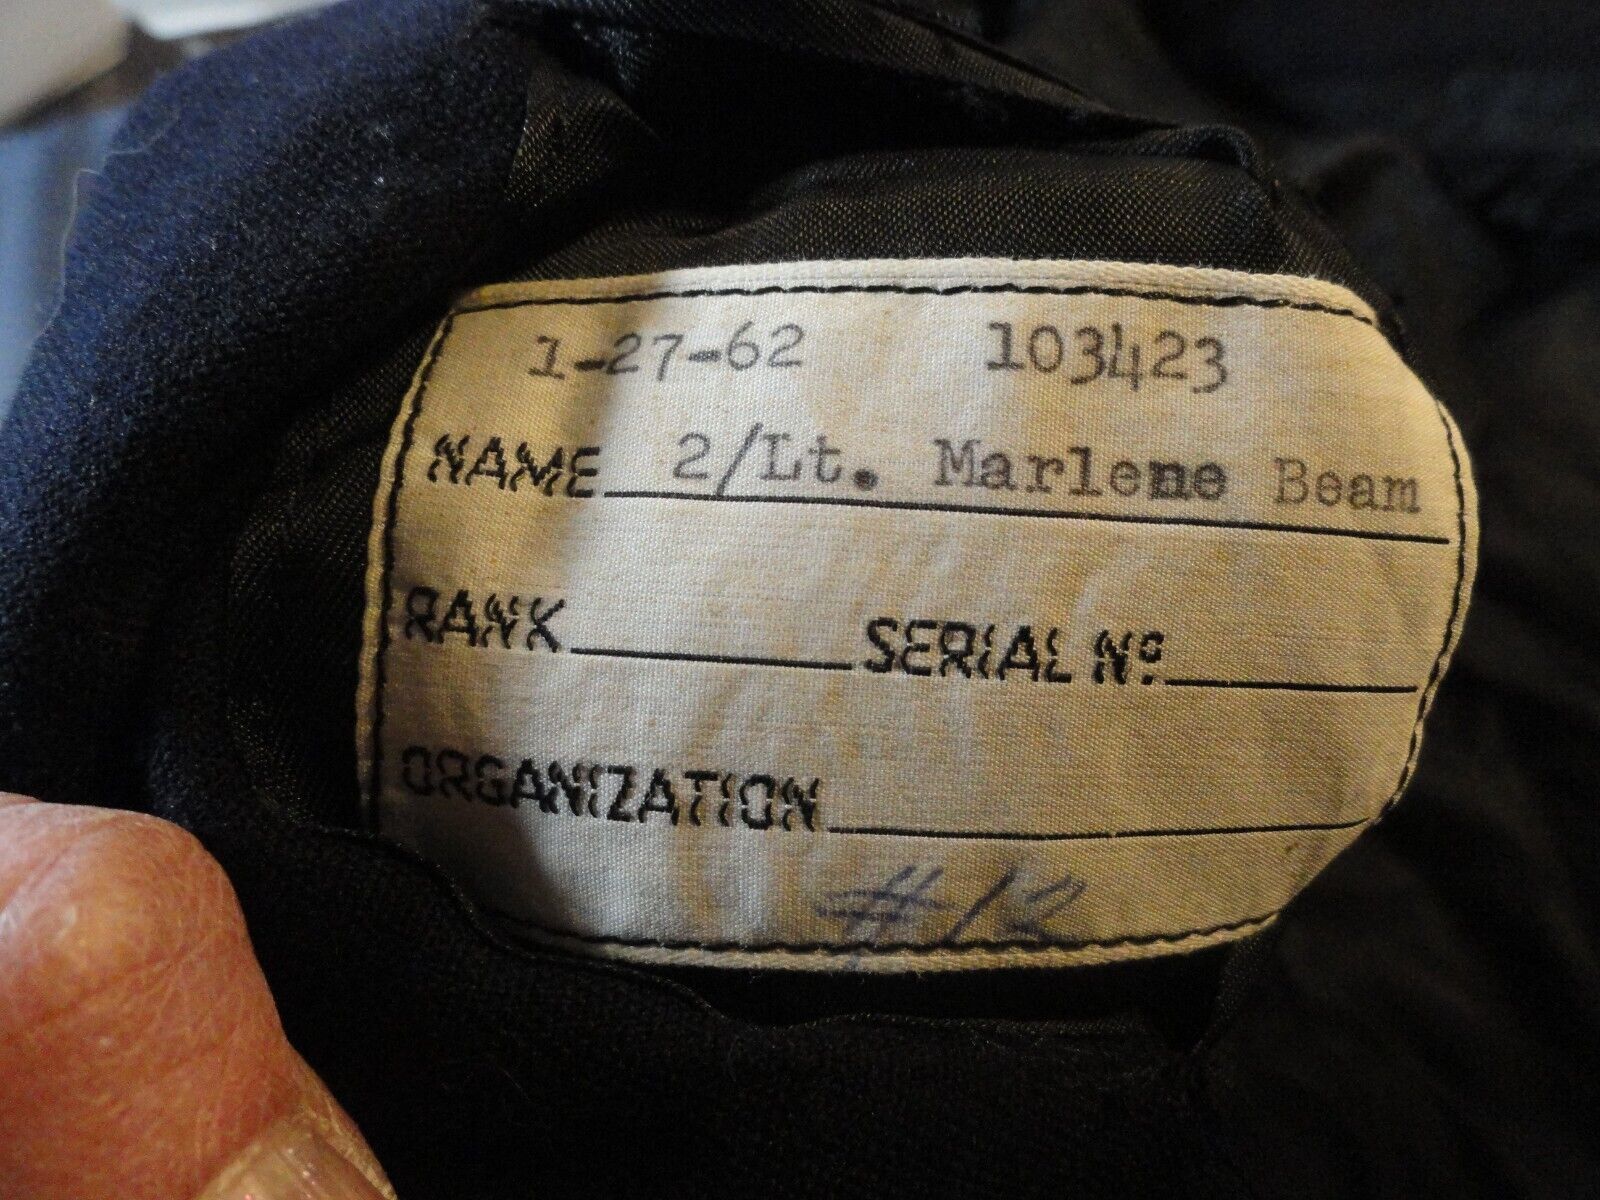 1-27-62 103423
NAME 2/Lt. Marlene Beam
RANK SERIAL Nº
ORGANIZATION
#12